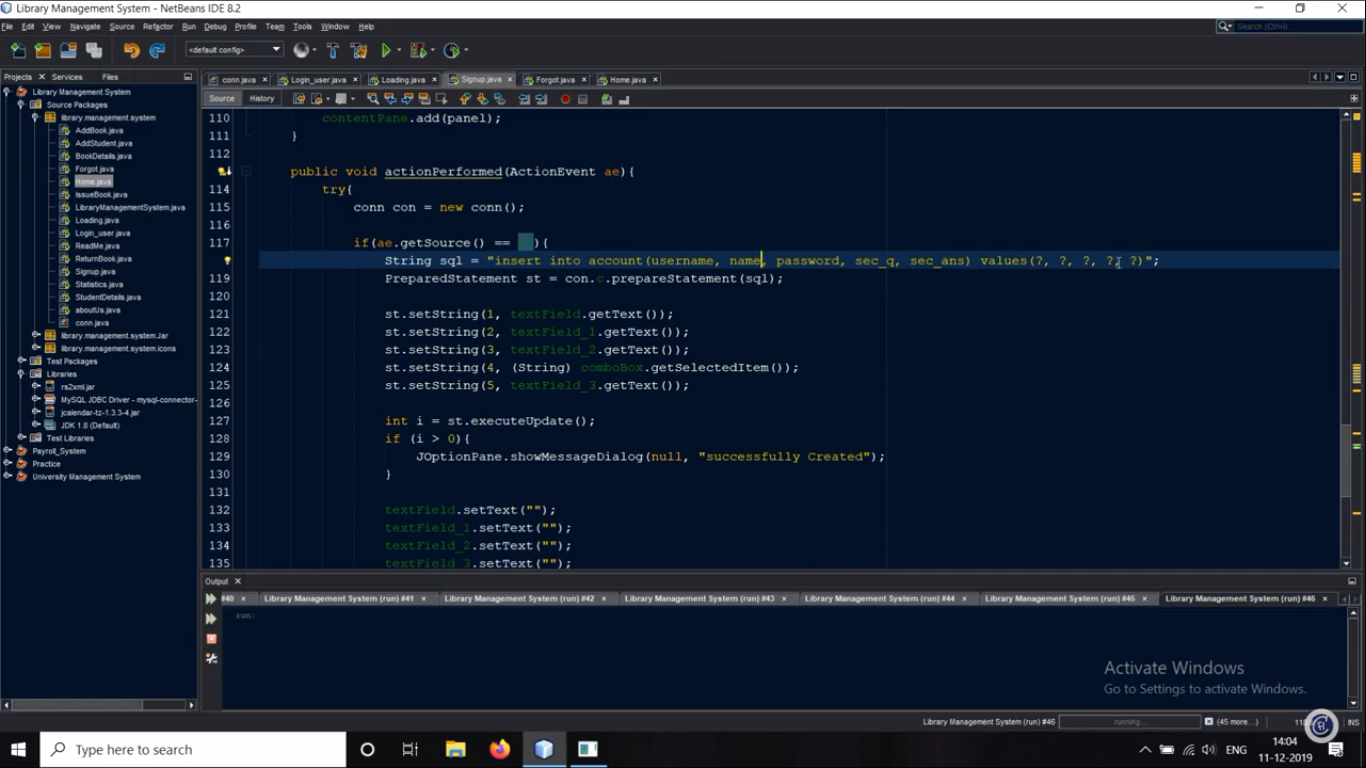 Library Management System - NetBeans IDE 8.2
File Edit View Navigate Source Refactor Run Debug Profile Team Tools Window Help
Search (Ctrl+I)
<default config>
Projects Services Files
conn.java Login_user.java Loading.java Signup.java Forgot.java Home.java
Source History
Library Management System
Source Packages
library.management.system
AddBook.java
AddStudent.java
BookDetails.java
Forgot.java
Home.java
IssueBook.java
LibraryManagementSystem.java
Loading.java
Login_user.java
ReadMe.java
ReturnBook.java
Signup.java
Statistics.java
StudentDetails.java
aboutUs.java
conn.java
library.management.system.Jar
library.management.system.icons
Test Packages
Libraries
rs2xml.jar
MySQL JDBC Driver - mysql-connector-
jcalendar-tz-1.3.3-4.jar
JDK 1.8 (Default)
Test Libraries
Payroll_System
Practice
University Management System
110 contentPane.add(panel);
111 }
112
public void actionPerformed(ActionEvent ae){
114 try{
115 conn con = new conn();
116
117 if(ae.getSource() == ){
String sql = "insert into account(username, name, password, sec_q, sec_ans) values(?, ?, ?, ?, ?)";
119 PreparedStatement st = con.c.prepareStatement(sql);
121 st.setString(1, textField.getText());
122 st.setString(2, textField_1.getText());
123 st.setString(3, textField_2.getText());
124 st.setString(4, (String) comboBox.getSelectedItem());
125 st.setString(5, textField_3.getText());
126
127 int i = st.executeUpdate();
128 if (i > 0){
129 JOptionPane.showMessageDialog(null, "successfully Created");
130 }
131
132 textField.setText("");
133 textField_1.setText("");
134 textField_2.setText("");
135 textField_3.setText("");
Output
#40 Library Management System (run) #41 Library Management System (run) #42 Library Management System (run) #43 Library Management System (run) #44 Library Management System (run) #45 Library Management System (run) #46
run:
Activate Windows
Go to Settings to activate Windows.
Library Management System (run) #46 running... (45 more...) INS
Type here to search
ENG
14:04
11-12-2019